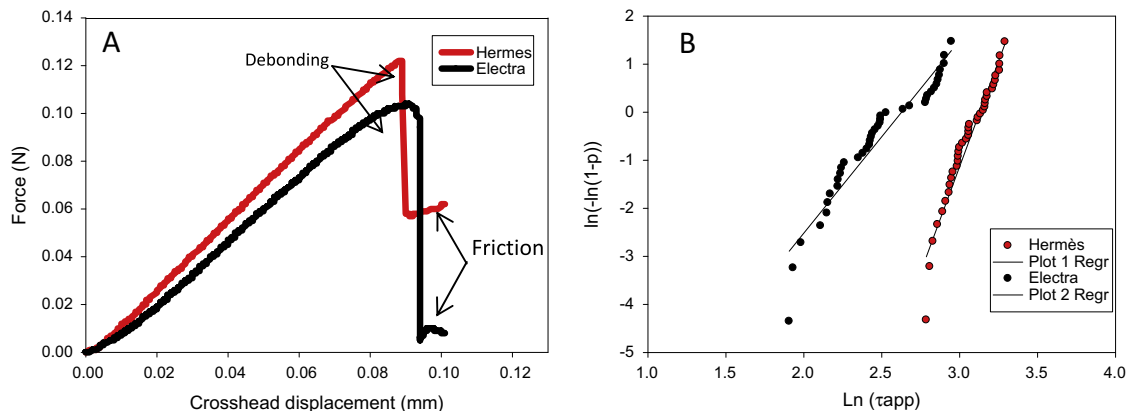 A
Debonding
Hermes
Electra
Friction
Force (N)
0.14
0.12
0.10
0.08
0.06
0.04
0.02
0.00
0.00 0.02 0.04 0.06 0.08 0.10 0.12
Crosshead displacement (mm)
B
ln(-ln(1-p))
2
1
0
-1
-2
-3
-4
-5
Hermès
Plot 1 Regr
Electra
Plot 2 Regr
1.0 1.5 2.0 2.5 3.0 3.5 4.0
Ln (τapp)